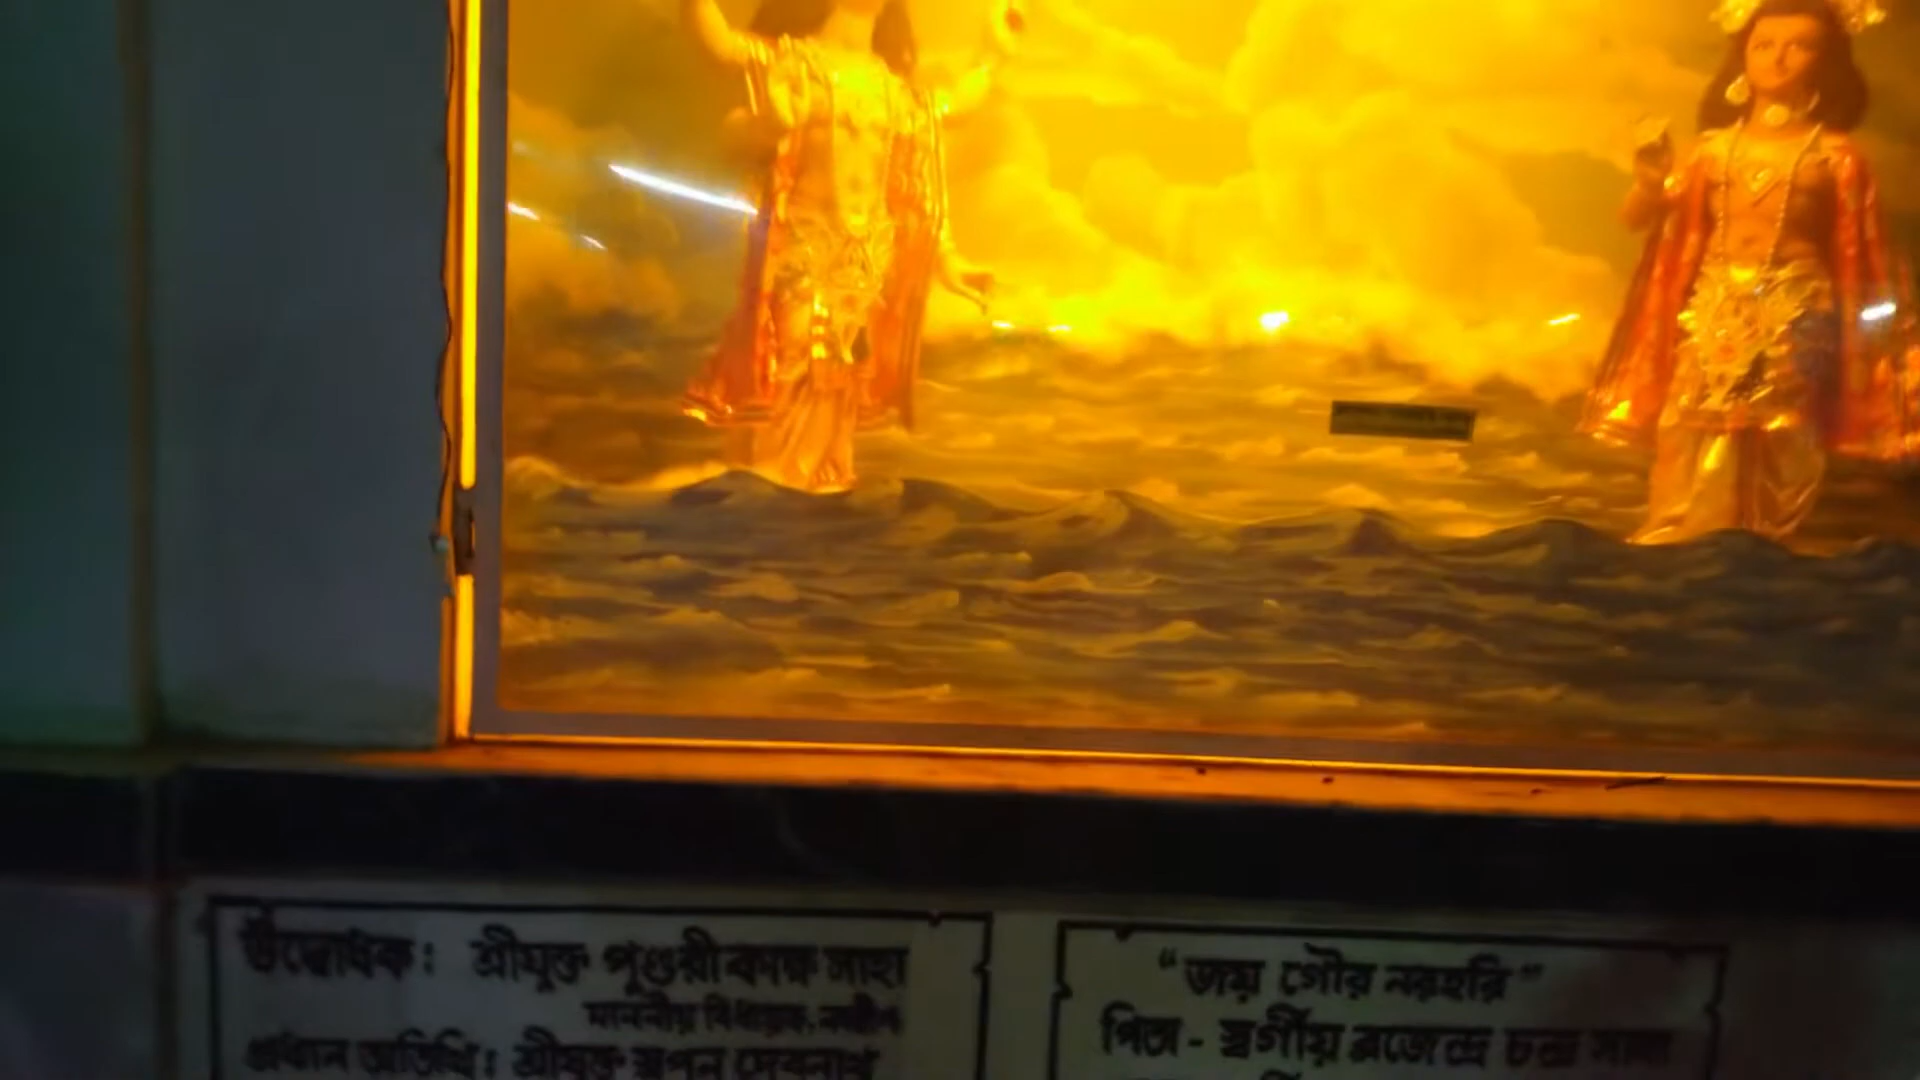 উদ্বোধক: শ্রীযুক্ত পুণ্ডরীকাক্ষ সাহা
মাননীয় বিধায়ক, নবদ্বীপ
প্রধান অতিথি: শ্রীযুক্ত স্বপন দেবনাথ
“জয় গৌর নরহরি”
পিতা - স্বর্গীয় ব্রজেন্দ্র চন্দ্র সাহা